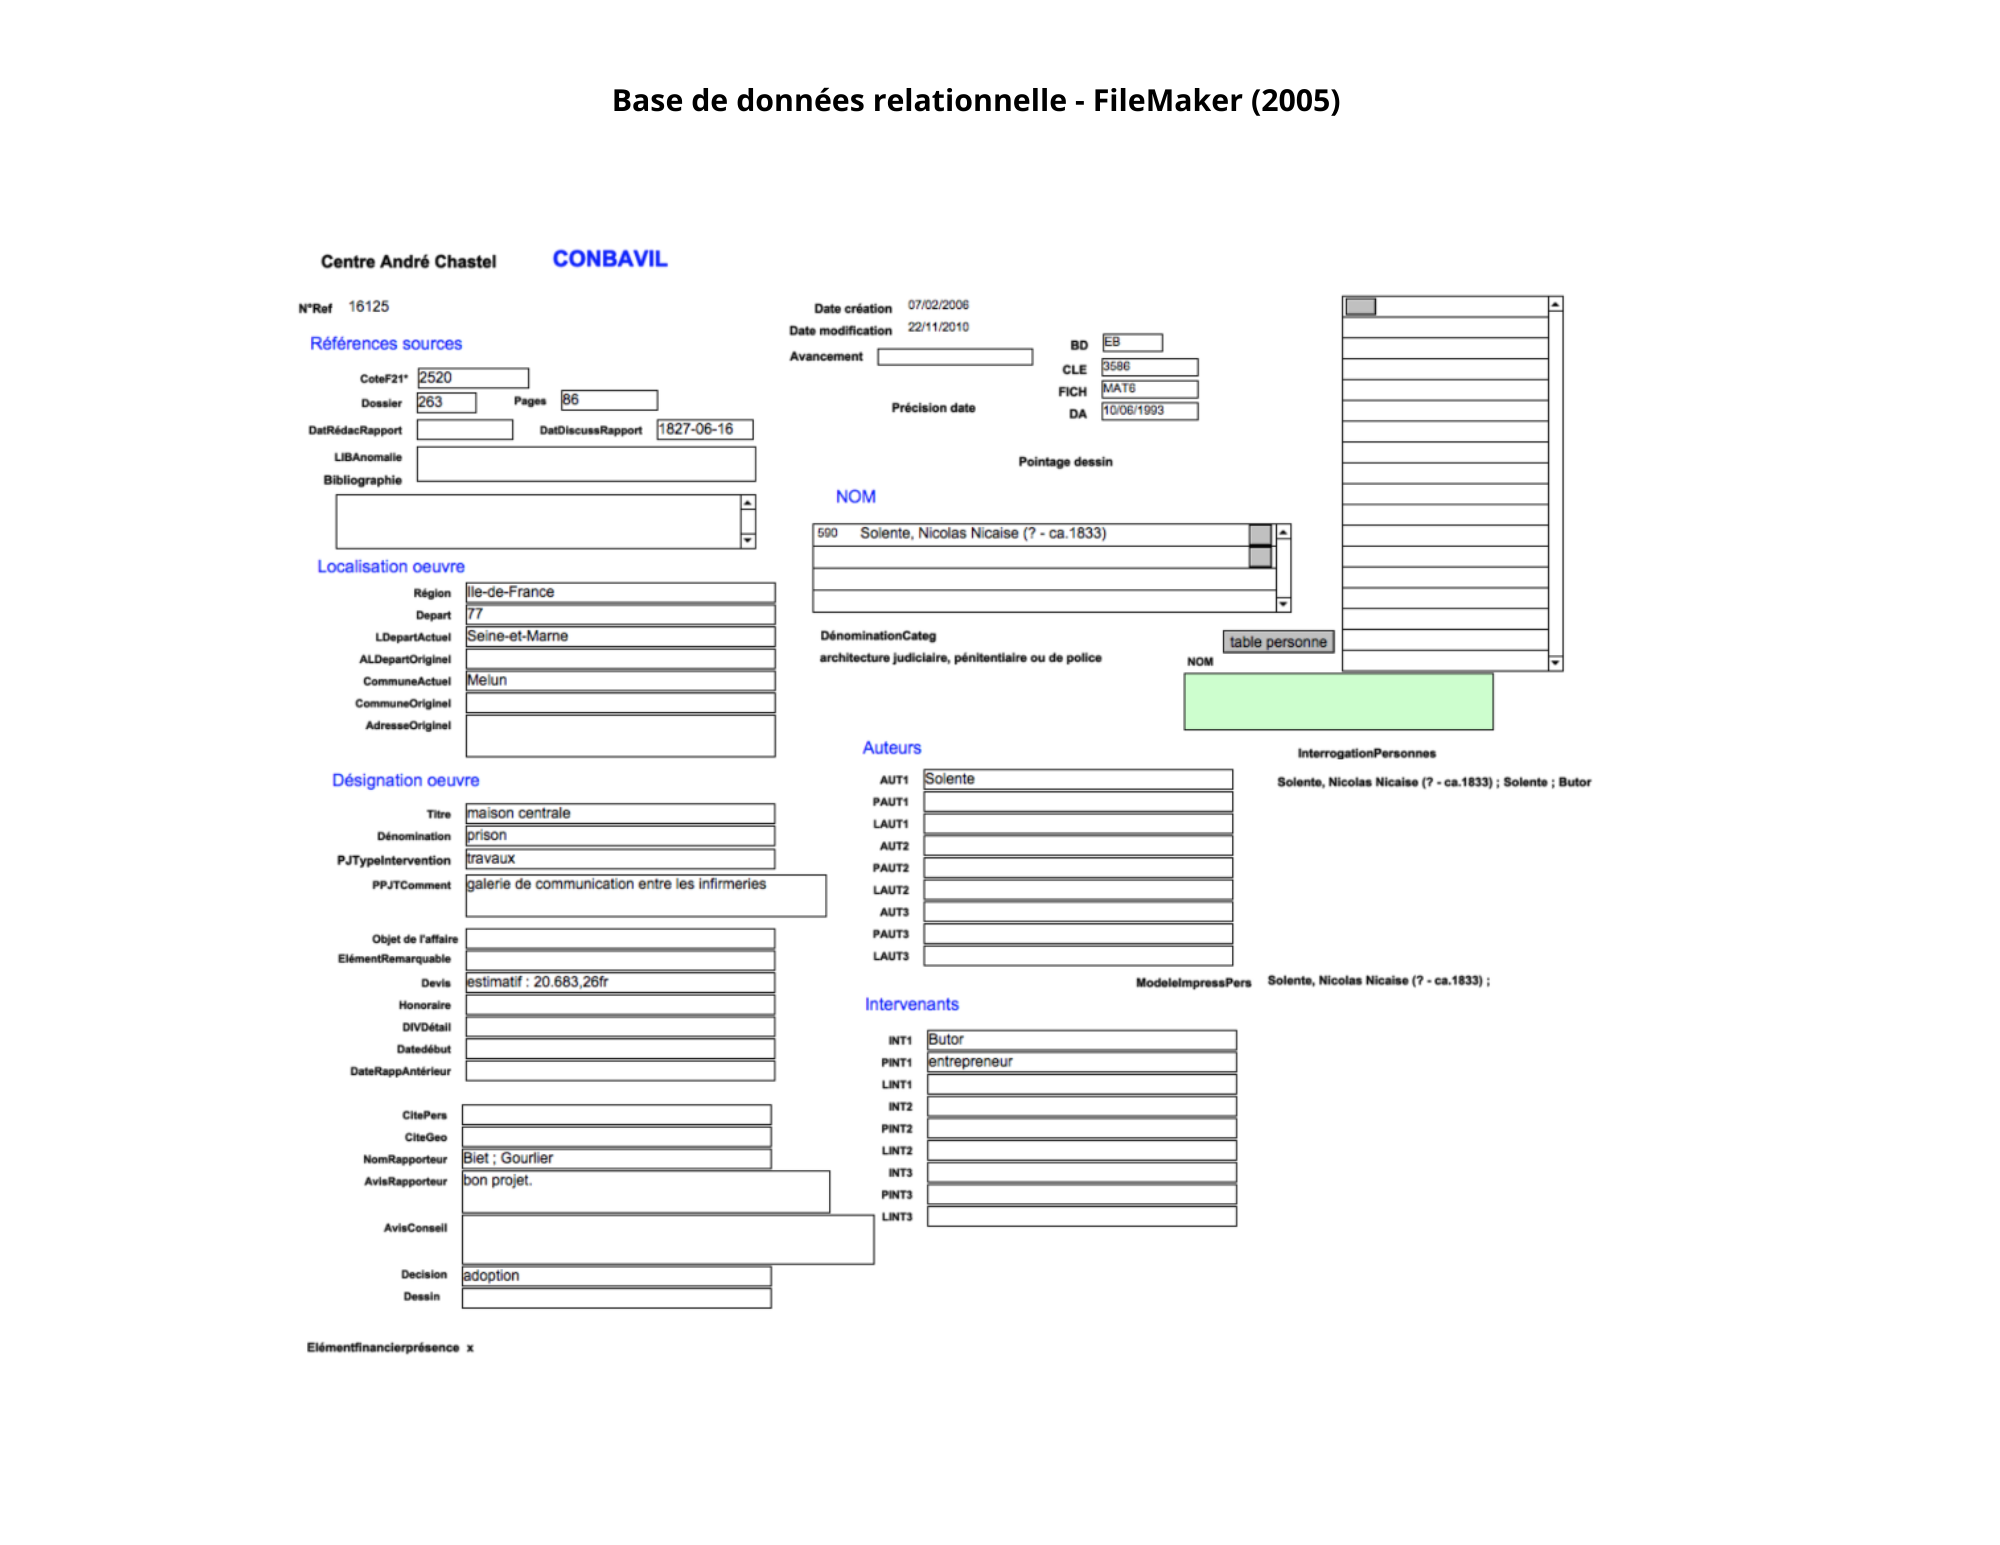 Base de données relationnelle - FileMaker (2005)
Centre André Chastel CONBAVIL
N°Ref 16125
Références sources
CoteF21* 2520
Dossier 263 Pages 86
DatRédacRapport DatDiscussRapport 1827-06-16
LIBAnomalie
Bibliographie
Localisation oeuvre
Région Ile-de-France
Depart 77
LDepartActuel Seine-et-Marne
ALDepartOriginel
CommuneActuel Melun
CommuneOriginel
AdresseOriginel
Désignation oeuvre
Titre maison centrale
Dénomination prison
PJTypeIntervention travaux
PPJTComment galerie de communication entre les infirmeries
Objet de l'affaire
ElémentRemarquable
Devis estimatif : 20.683,26fr
Honoraire
DIVDétail
Datedébut
DateRappAntérieur
CitePers
CiteGeo
NomRapporteur Biet ; Gourlier
AvisRapporteur bon projet.
AvisConseil
Decision adoption
Dessin
Elémentfinancierprésence x
Date création 07/02/2006
Date modification 22/11/2010
Avancement
BD EB
CLE 3586
FICH MAT6
DA 10/06/1993
Précision date
Pointage dessin
NOM
590 Solente, Nicolas Nicaise (? - ca.1833)
DénominationCateg
architecture judiciaire, pénitentiaire ou de police
table personne
NOM
InterrogationPersonnes
Solente, Nicolas Nicaise (? - ca.1833) ; Solente ; Butor
Auteurs
AUT1 Solente
PAUT1
LAUT1
AUT2
PAUT2
LAUT2
AUT3
PAUT3
LAUT3
ModeleImpressPers Solente, Nicolas Nicaise (? - ca.1833) ;
Intervenants
INT1 Butor
PINT1 entrepreneur
LINT1
INT2
PINT2
LINT2
INT3
PINT3
LINT3